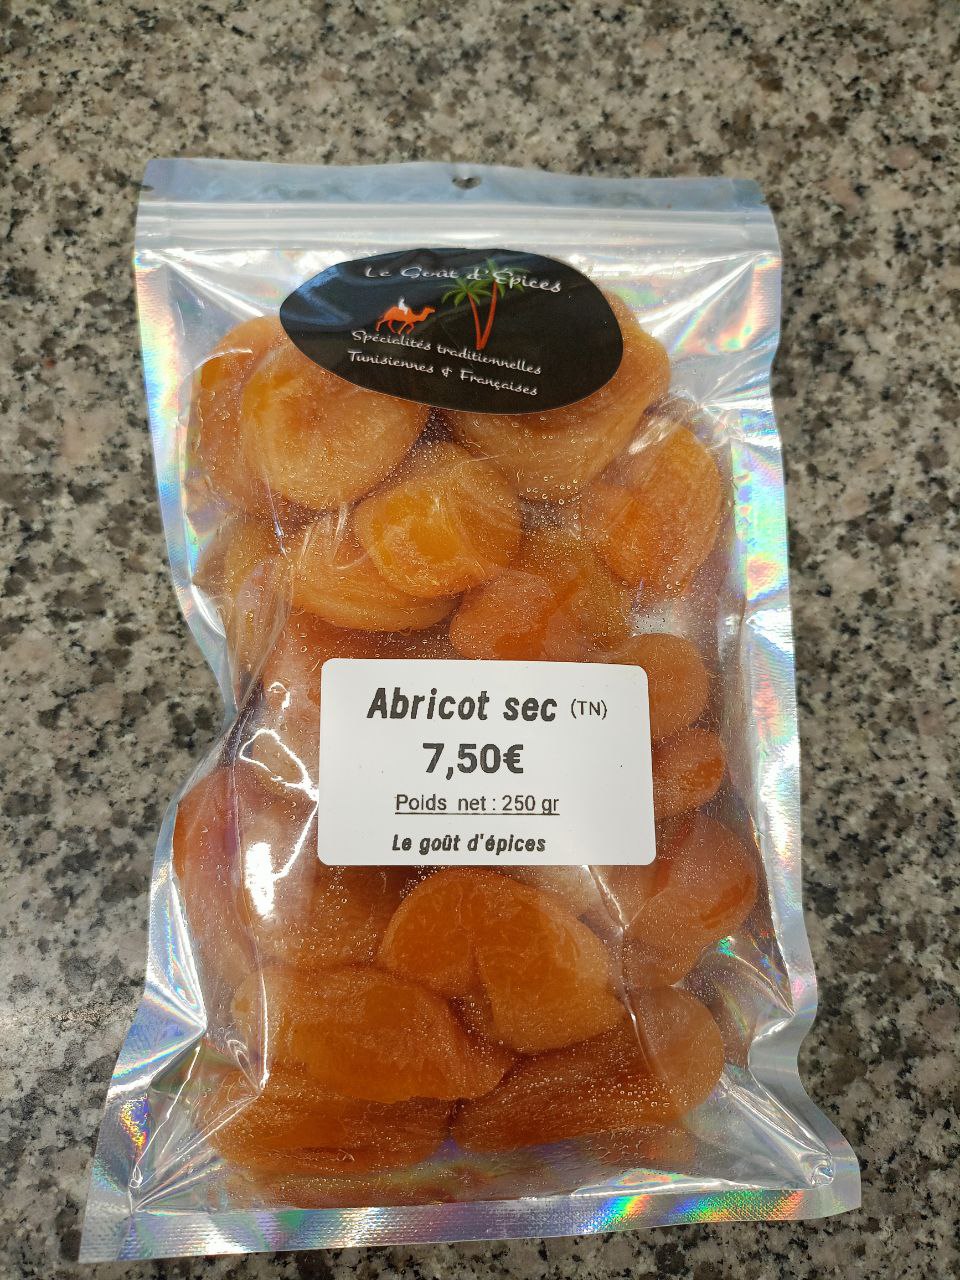 Le Goût d'Épices
Spécialités traditionnelles
Tunisiennes & Françaises
Abricot sec (TN)
7,50€
Poids net : 250 gr
Le goût d'épices